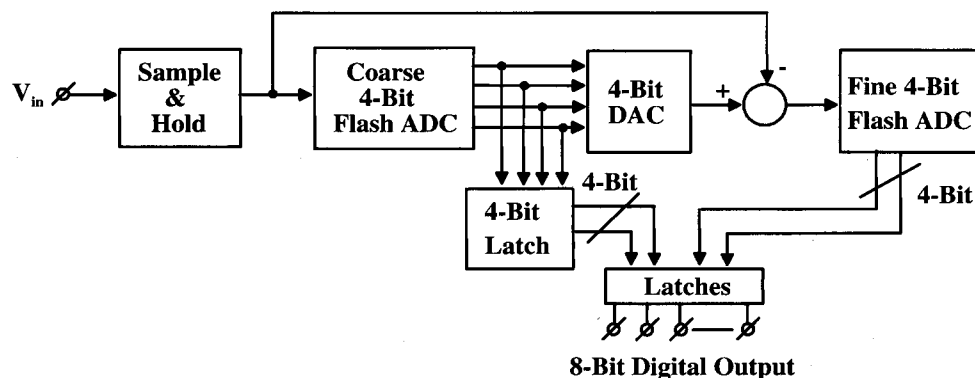 Sample
&
Hold
V_in
Coarse
4-Bit
Flash ADC
4-Bit
DAC
+
-
Fine 4-Bit
Flash ADC
4-Bit
Latch
4-Bit
4-Bit
Latches
8-Bit Digital Output